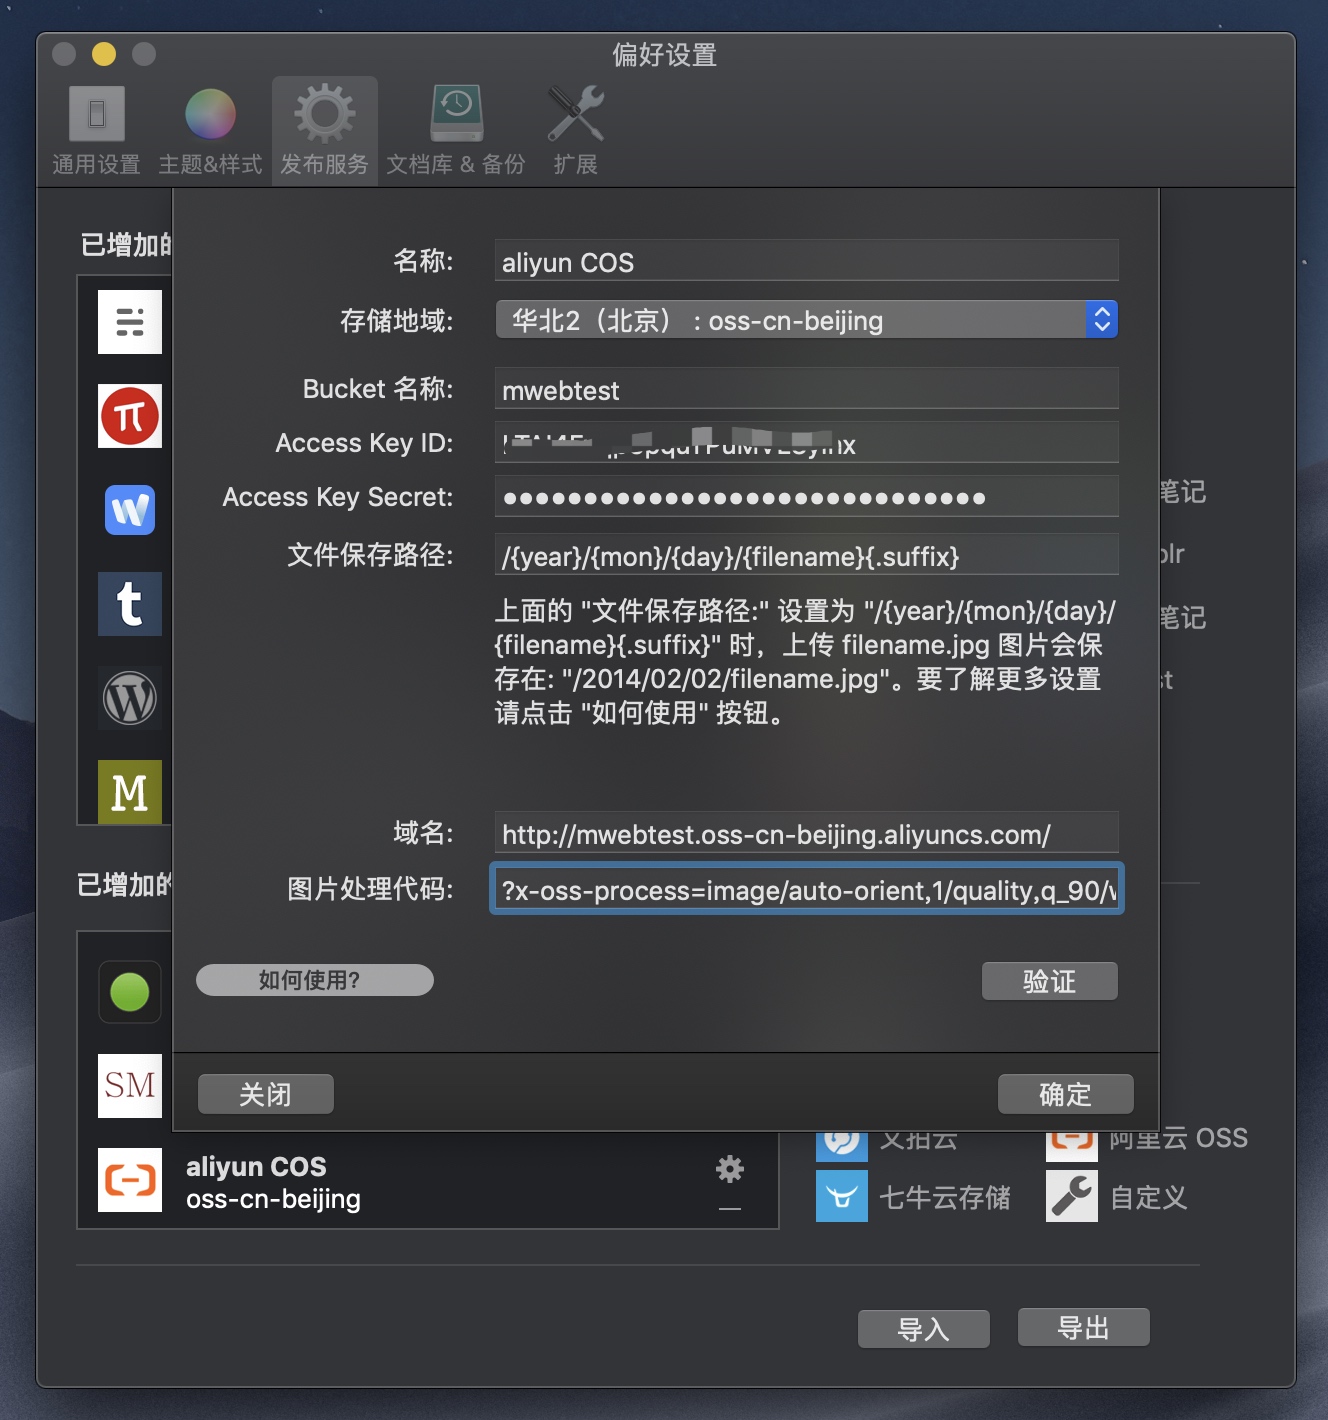 偏好设置
通用设置
主题&样式
发布服务
文档库 & 备份
扩展
已增加的
名称: aliyun COS
存储地域: 华北2（北京） : oss-cn-beijing
Bucket 名称: mwebtest
Access Key ID:
Access Key Secret: ●●●●●●●●●●●●●●●●●●●●●●●●●●●●●●
文件保存路径: /{year}/{mon}/{day}/{filename}{.suffix}
上面的 "文件保存路径:" 设置为 "/{year}/{mon}/{day}/
{filename}{.suffix}" 时，上传 filename.jpg 图片会保
存在: "/2014/02/02/filename.jpg"。要了解更多设置
请点击 "如何使用" 按钮。
笔记
笔记
域名: http://mwebtest.oss-cn-beijing.aliyuncs.com/
已增加的
图片处理代码: ?x-oss-process=image/auto-orient,1/quality,q_90/
如何使用?
验证
关闭
确定
t
M
SM
aliyun COS
oss-cn-beijing
又拍云
阿里云 OSS
七牛云存储
自定义
导入
导出